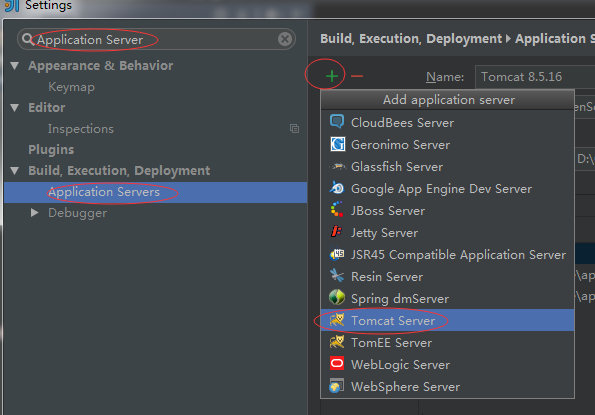 Settings
Application Server
Appearance & Behavior
Keymap
Editor
Inspections
Plugins
Build, Execution, Deployment
Application Servers
Debugger
Build, Execution, Deployment › Application S
Name: Tomcat 8.5.16
Add application server
CloudBees Server
Geronimo Server
Glassfish Server
Google App Engine Dev Server
JBoss Server
Jetty Server
JSR45 Compatible Application Server
Resin Server
Spring dmServer
Tomcat Server
TomEE Server
WebLogic Server
WebSphere Server
enS
D:\
\ap
\ap